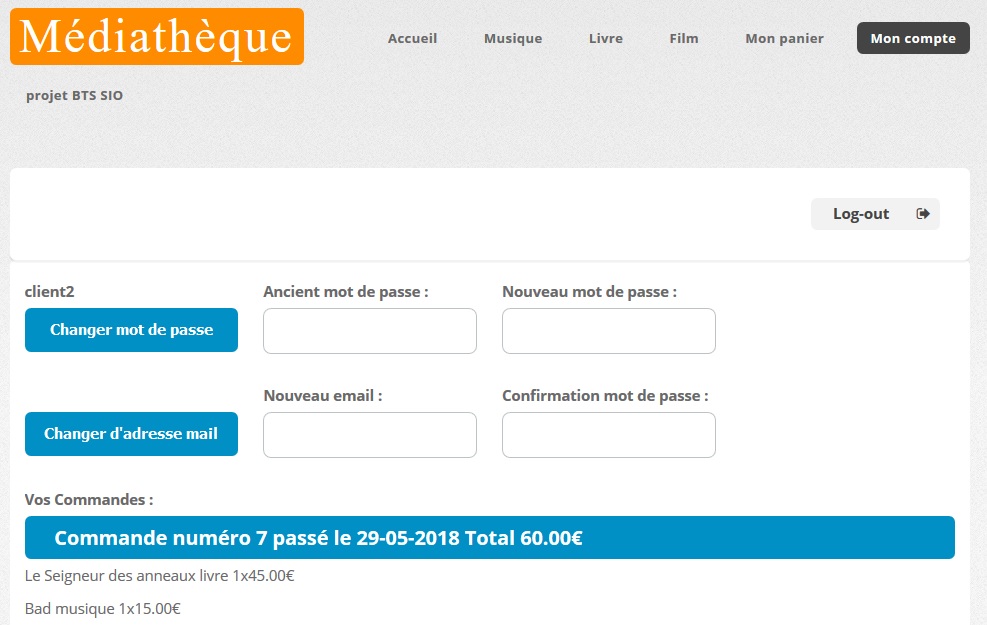 Médiathèque
Accueil Musique Livre Film Mon panier Mon compte
projet BTS SIO
Log-out
client2 Ancient mot de passe : Nouveau mot de passe :
Changer mot de passe
Nouveau email : Confirmation mot de passe :
Changer d'adresse mail
Vos Commandes :
Commande numéro 7 passé le 29-05-2018 Total 60.00€
Le Seigneur des anneaux livre 1x45.00€
Bad musique 1x15.00€